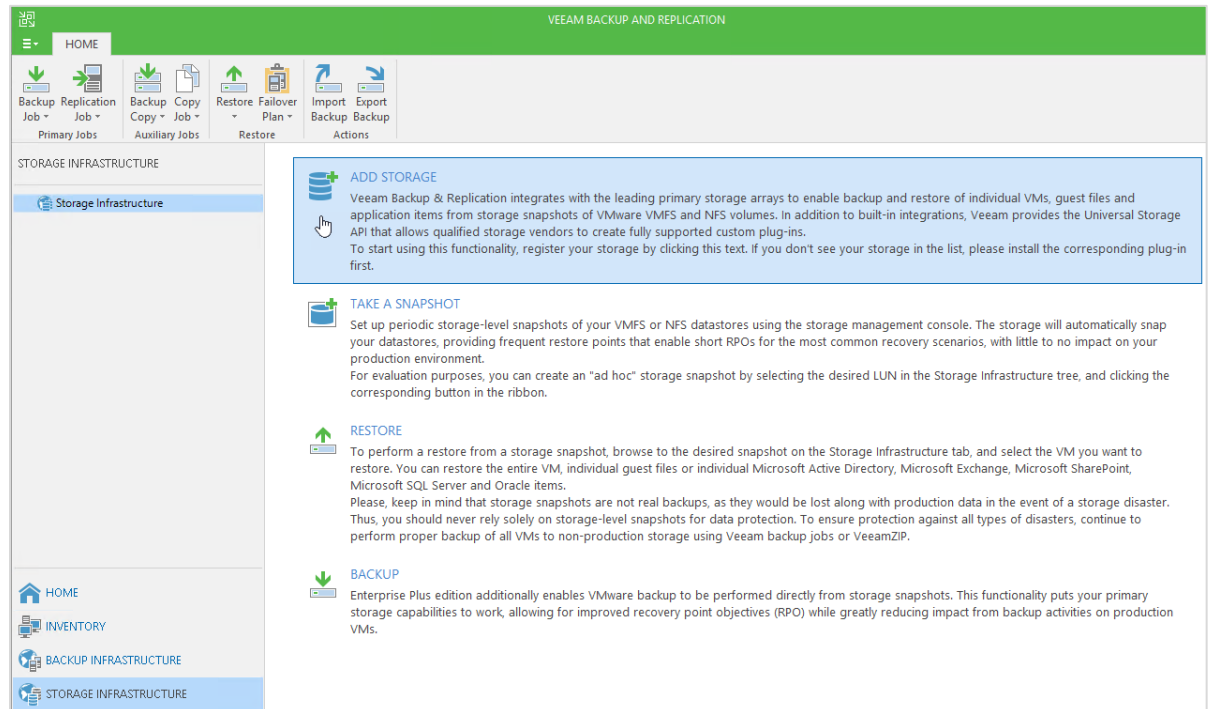 VEEAM BACKUP AND REPLICATION
HOME
Backup Replication Backup Copy Restore Failover Import Export
Job Job Copy Job Plan Backup Backup
Primary Jobs Auxiliary Jobs Restore Actions
STORAGE INFRASTRUCTURE
Storage Infrastructure
ADD STORAGE
Veeam Backup & Replication integrates with the leading primary storage arrays to enable backup and restore of individual VMs, guest files and
application items from storage snapshots of VMware VMFS and NFS volumes. In addition to built-in integrations, Veeam provides the Universal Storage
API that allows qualified storage vendors to create fully supported custom plug-ins.
To start using this functionality, register your storage by clicking this text. If you don't see your storage in the list, please install the corresponding plug-in
first.
TAKE A SNAPSHOT
Set up periodic storage-level snapshots of your VMFS or NFS datastores using the storage management console. The storage will automatically snap
your datastores, providing frequent restore points that enable short RPOs for the most common recovery scenarios, with little to no impact on your
production environment.
For evaluation purposes, you can create an "ad hoc" storage snapshot by selecting the desired LUN in the Storage Infrastructure tree, and clicking the
corresponding button in the ribbon.
RESTORE
To perform a restore from a storage snapshot, browse to the desired snapshot on the Storage Infrastructure tab, and select the VM you want to
restore. You can restore the entire VM, individual guest files or individual Microsoft Active Directory, Microsoft Exchange, Microsoft SharePoint,
Microsoft SQL Server and Oracle items.
Please, keep in mind that storage snapshots are not real backups, as they would be lost along with production data in the event of a storage disaster.
Thus, you should never rely solely on storage-level snapshots for data protection. To ensure protection against all types of disasters, continue to
perform proper backup of all VMs to non-production storage using Veeam backup jobs or VeeamZIP.
BACKUP
Enterprise Plus edition additionally enables VMware backup to be performed directly from storage snapshots. This functionality puts your primary
storage capabilities to work, allowing for improved recovery point objectives (RPO) while greatly reducing impact from backup activities on production
VMs.
HOME
INVENTORY
BACKUP INFRASTRUCTURE
STORAGE INFRASTRUCTURE